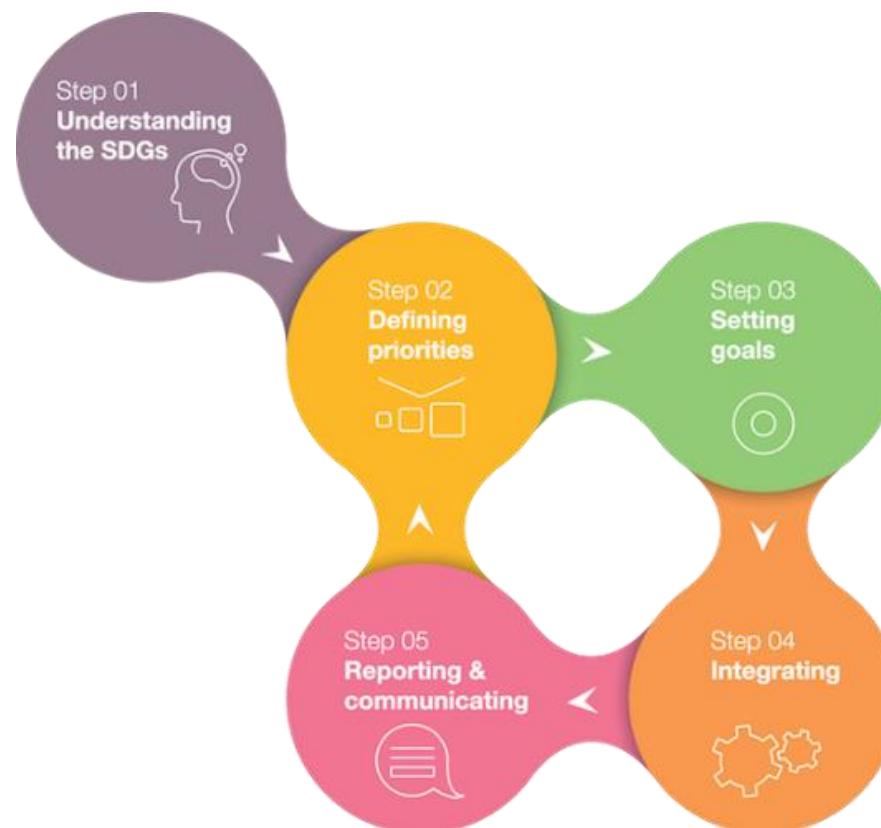 Step 01
Understanding
the SDGs
Step 02
Defining
priorities
Step 03
Setting
goals
Step 04
Integrating
Step 05
Reporting &
communicating